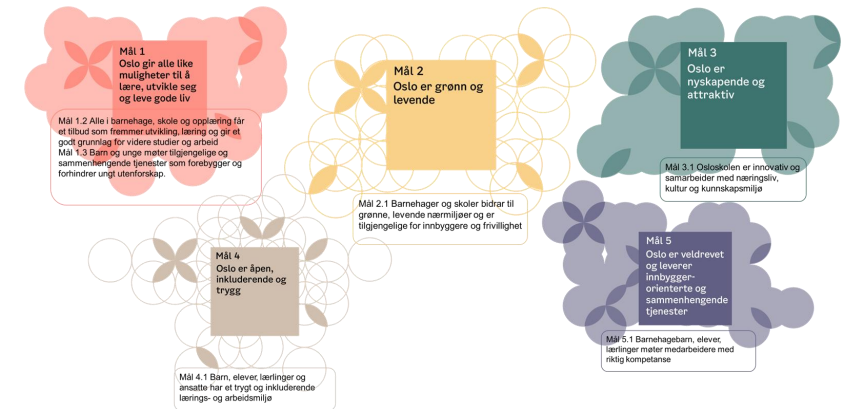 Mål 1
Oslo gir alle like
muligheter til å
lære, utvikle seg
og leve gode liv
Mål 1.2 Alle i barnehage, skole og opplæring får
et tilbud som fremmer utvikling, læring og gir et
godt grunnlag for videre studier og arbeid
Mål 1.3 Barn og unge møter tilgjengelige og
sammenhengende tjenester som forebygger og
forhindrer ungt utenforskap.
Mål 2
Oslo er grønn og
levende
Mål 2.1 Barnehager og skoler bidrar til
grønne, levende nærmiljøer og er
tilgjengelige for innbyggere og frivillighet
Mål 3
Oslo er
nyskapende og
attraktiv
Mål 3.1 Osloskolen er innovativ og
samarbeider med næringsliv,
kultur og kunnskapsmiljø
Mål 4
Oslo er åpen,
inkluderende og
trygg
Mål 4.1 Barn, elever, lærlinger og
ansatte har et trygt og inkluderende
lærings- og arbeidsmiljø
Mål 5
Oslo er veldrevet
og leverer
innbygger-
orienterte og
sammenhengende
tjenester
Mål 5.1 Barnehagebarn, elever,
lærlinger møter medarbeidere med
riktig kompetanse